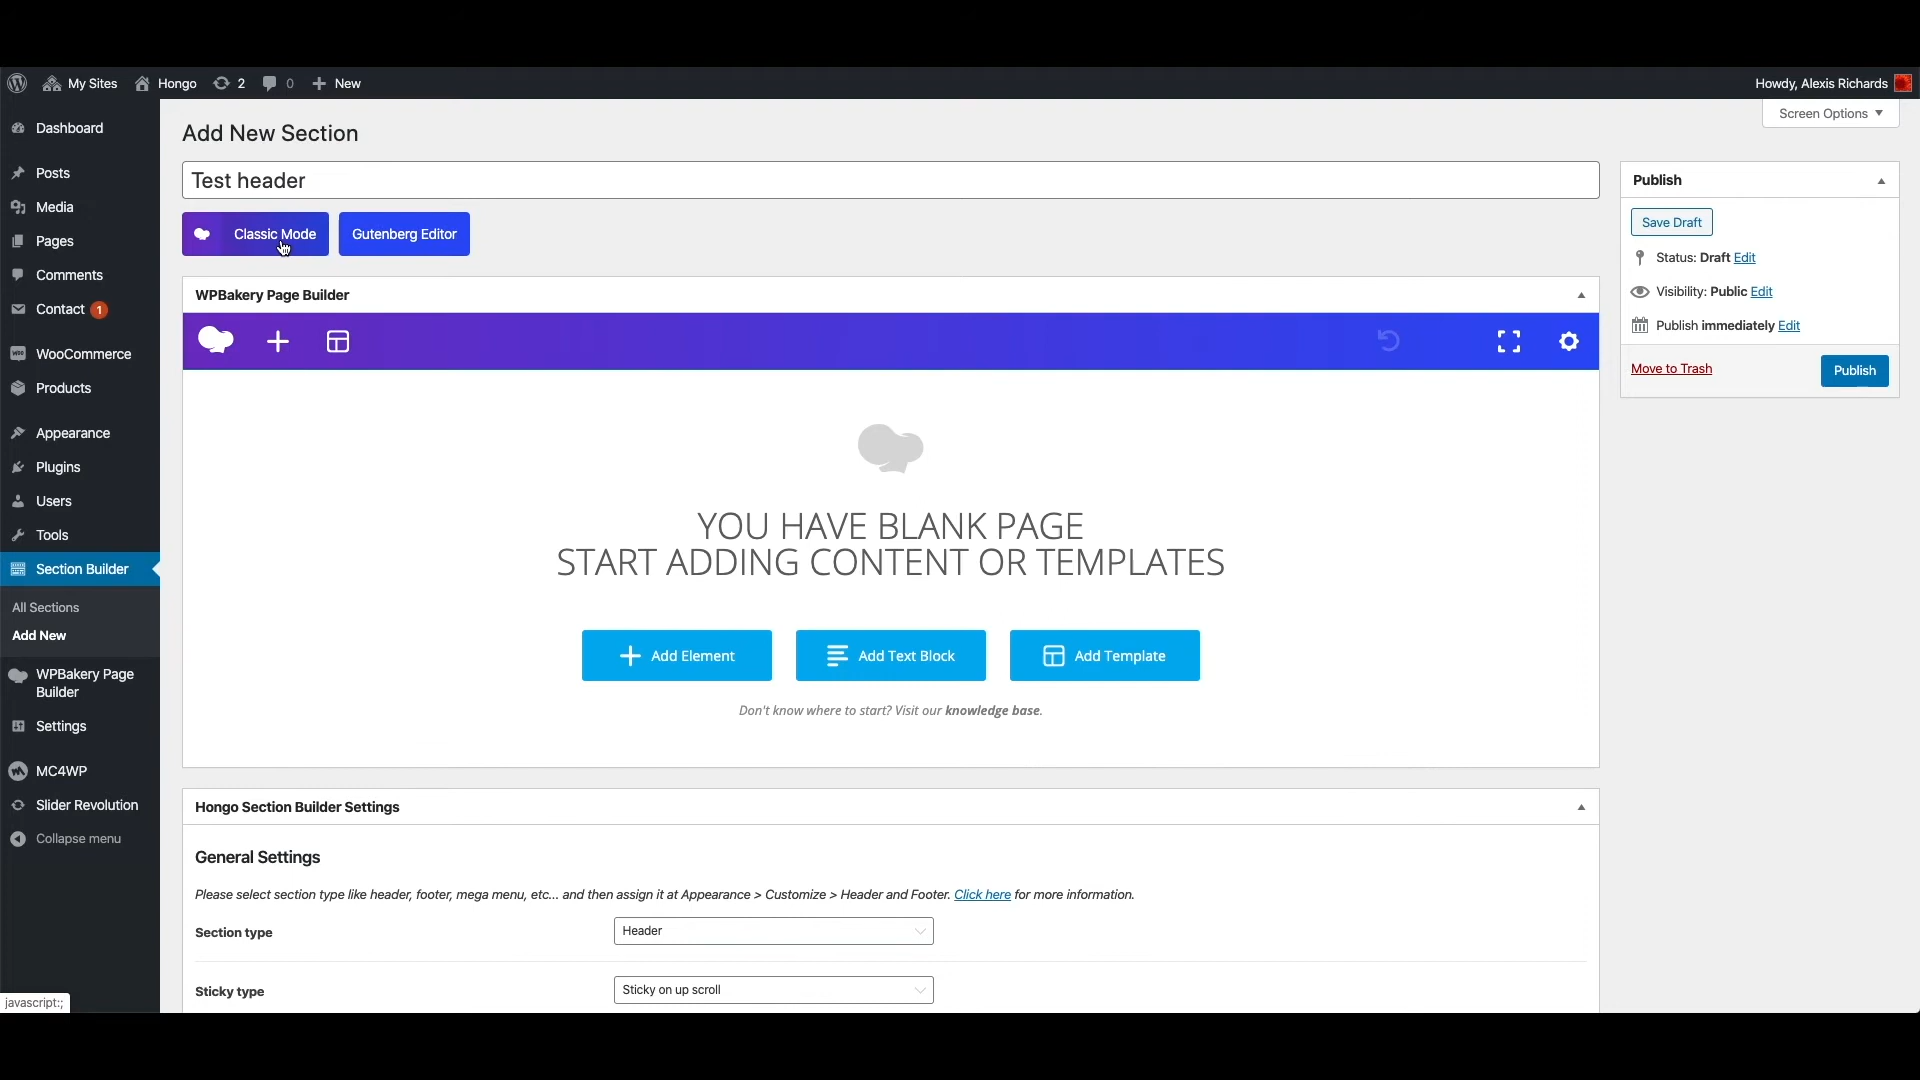 My Sites
Hongo
2
0
New
Howdy, Alexis Richards
Screen Options
Dashboard
Posts
Media
Pages
Comments
Contact 1
WooCommerce
Products
Appearance
Plugins
Users
Tools
Section Builder
All Sections
Add New
WPBakery Page
Builder
Settings
MC4WP
Slider Revolution
Collapse menu
javascript:;
Add New Section
Test header
Classic Mode
Gutenberg Editor
WPBakery Page Builder
YOU HAVE BLANK PAGE
START ADDING CONTENT OR TEMPLATES
Add Element
Add Text Block
Add Template
Don't know where to start? Visit our knowledge base.
Hongo Section Builder Settings
General Settings
Please select section type like header, footer, mega menu, etc... and then assign it at Appearance > Customize > Header and Footer. Click here for more information.
Section type
Header
Sticky type
Sticky on up scroll
Publish
Save Draft
Status: Draft Edit
Visibility: Public Edit
Publish immediately Edit
Move to Trash
Publish